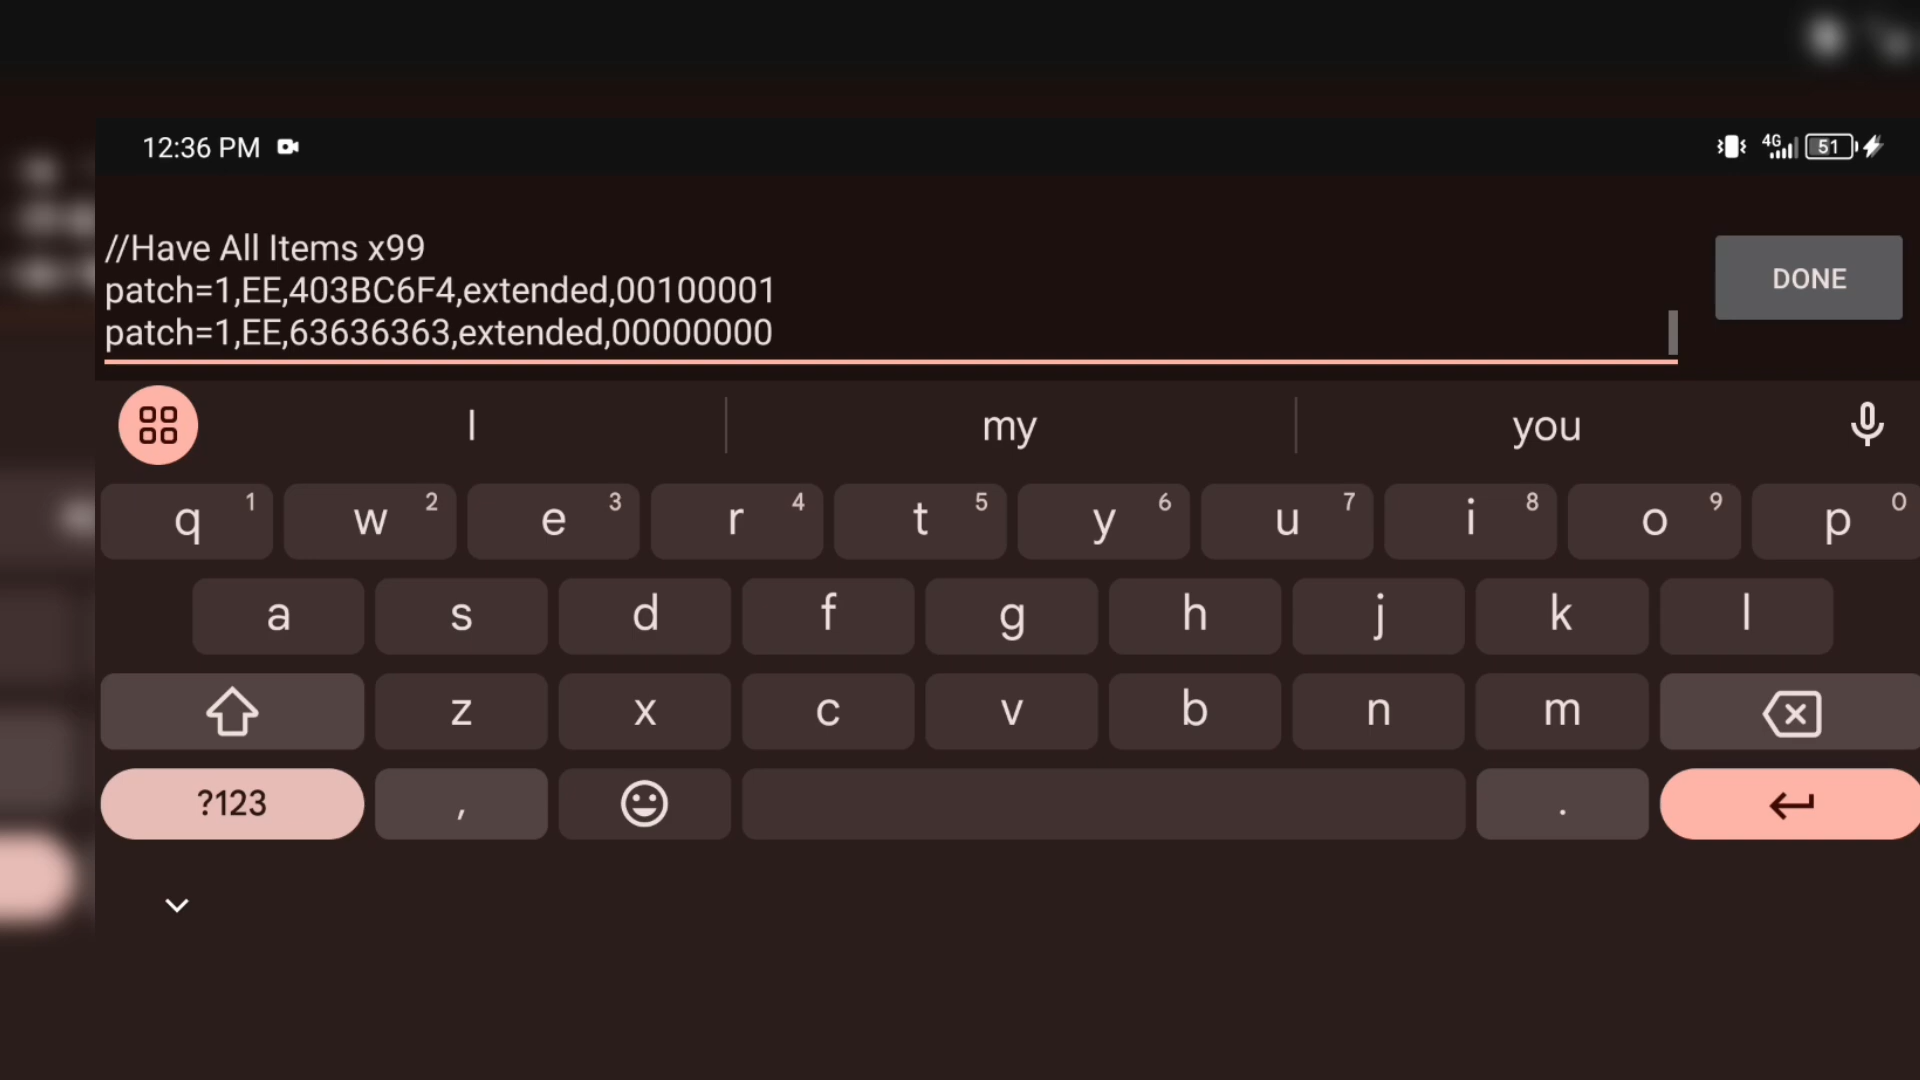 12:36 PM
4G 51
//Have All Items x99
patch=1,EE,403BC6F4,extended,00100001
patch=1,EE,63636363,extended,00000000
DONE
I my you
q 1 w 2 e 3 r 4 t 5 y 6 u 7 i 8 o 9 p 0
a s d f g h j k l
z x c v b n m
?123 , .